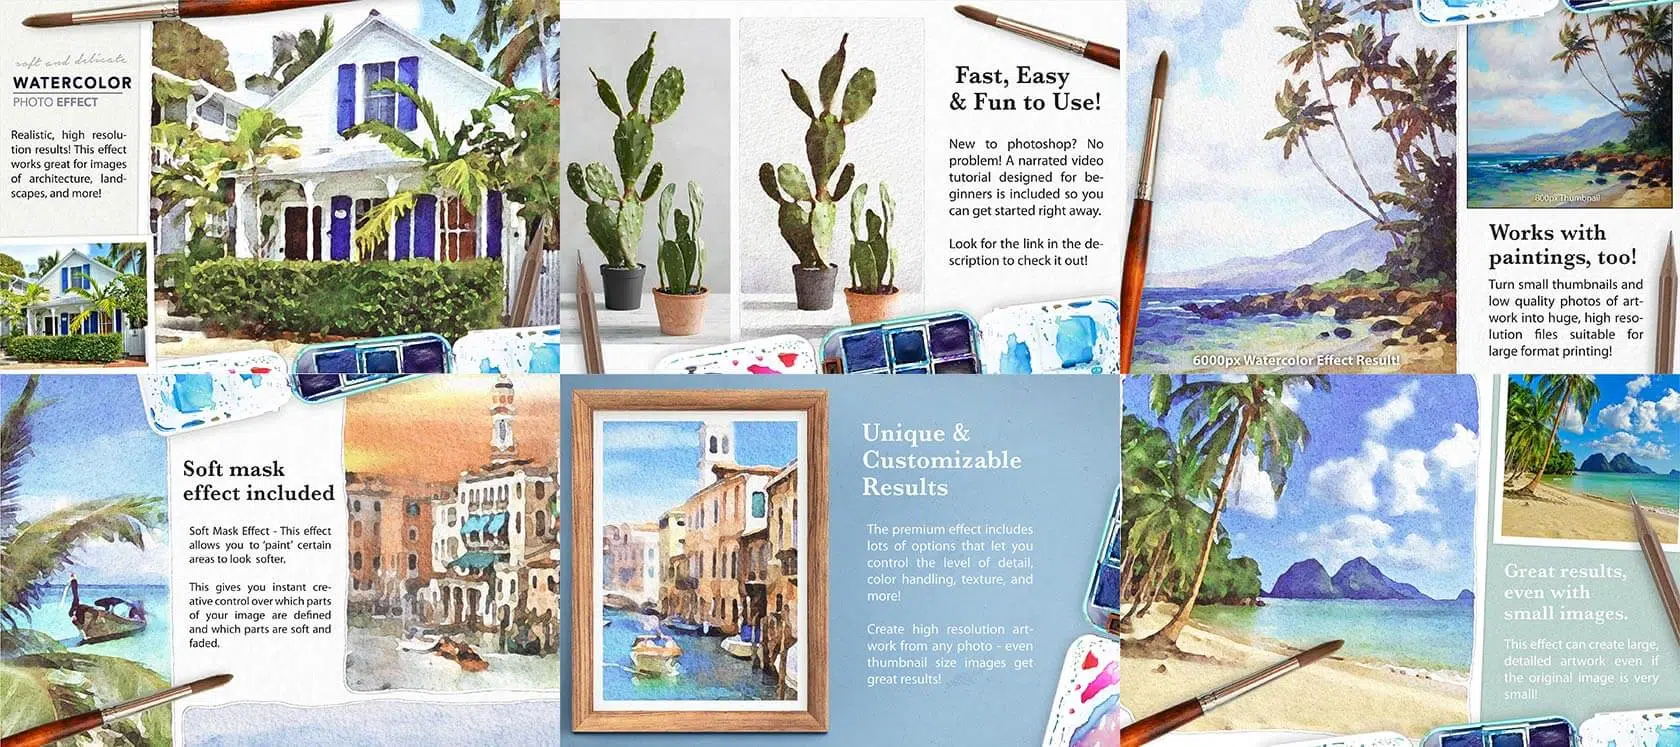 soft and delicate
WATERCOLOR
PHOTO EFFECT
Realistic, high resolu-
tion results! This effect
works great for images
of architecture, land-
scapes, and more!
Fast, Easy
& Fun to Use!
New to photoshop? No
problem! A narrated video
tutorial designed for be-
ginners is included so you
can get started right away.
Look for the link in the de-
scription to check it out!
6000px Watercolor Effect Result!
800px Thumbnail
Works with
paintings, too!
Turn small thumbnails and
low quality photos of art-
work into huge, high reso-
lution files suitable for
large format printing!
Soft mask
effect included
Soft Mask Effect - This effect
allows you to 'paint' certain
areas to look softer.
This gives you instant cre-
ative control over which parts
of your image are defined
and which parts are soft and
faded.
Unique &
Customizable
Results
The premium effect includes
lots of options that let you
control the level of detail,
color handling, texture, and
more!
Create high resolution art-
work from any photo - even
thumbnail size images get
great results!
Great results,
even with
small images.
This effect can create large,
detailed artwork even if
the original image is very
small!